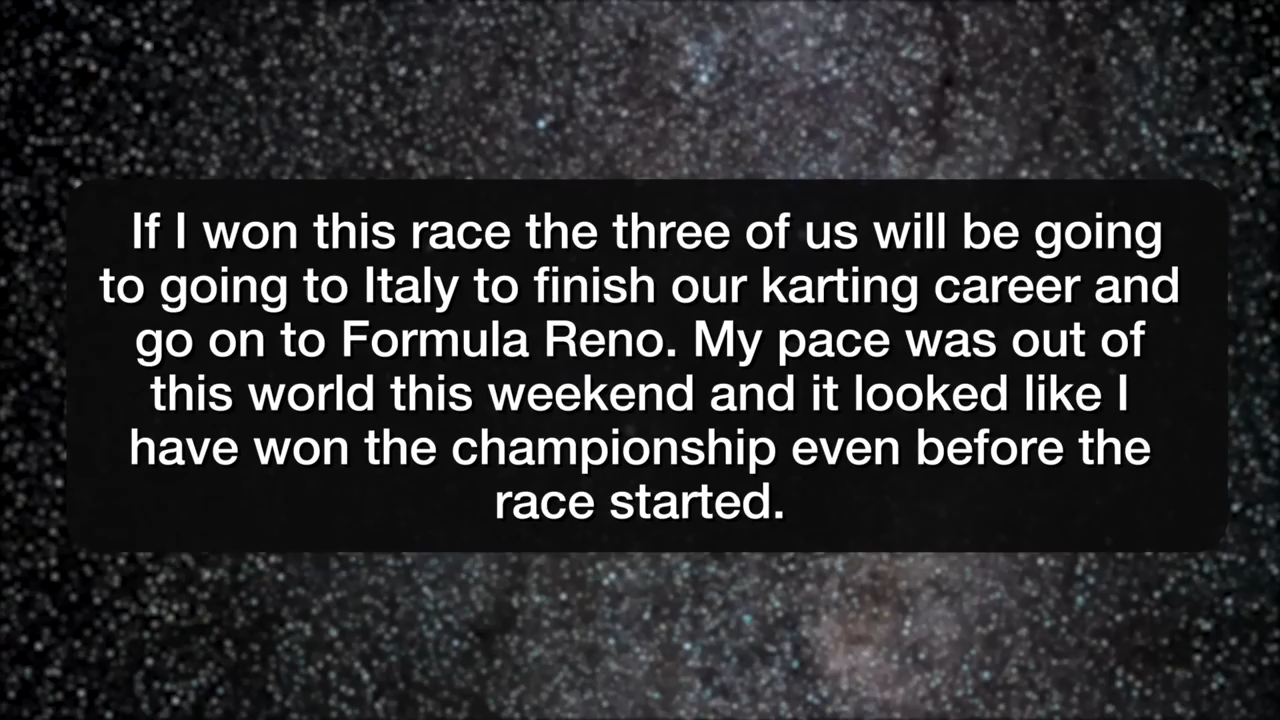 If I won this race the three of us will be going
to going to Italy to finish our karting career and
go on to Formula Reno. My pace was out of
this world this weekend and it looked like I
have won the championship even before the
race started.